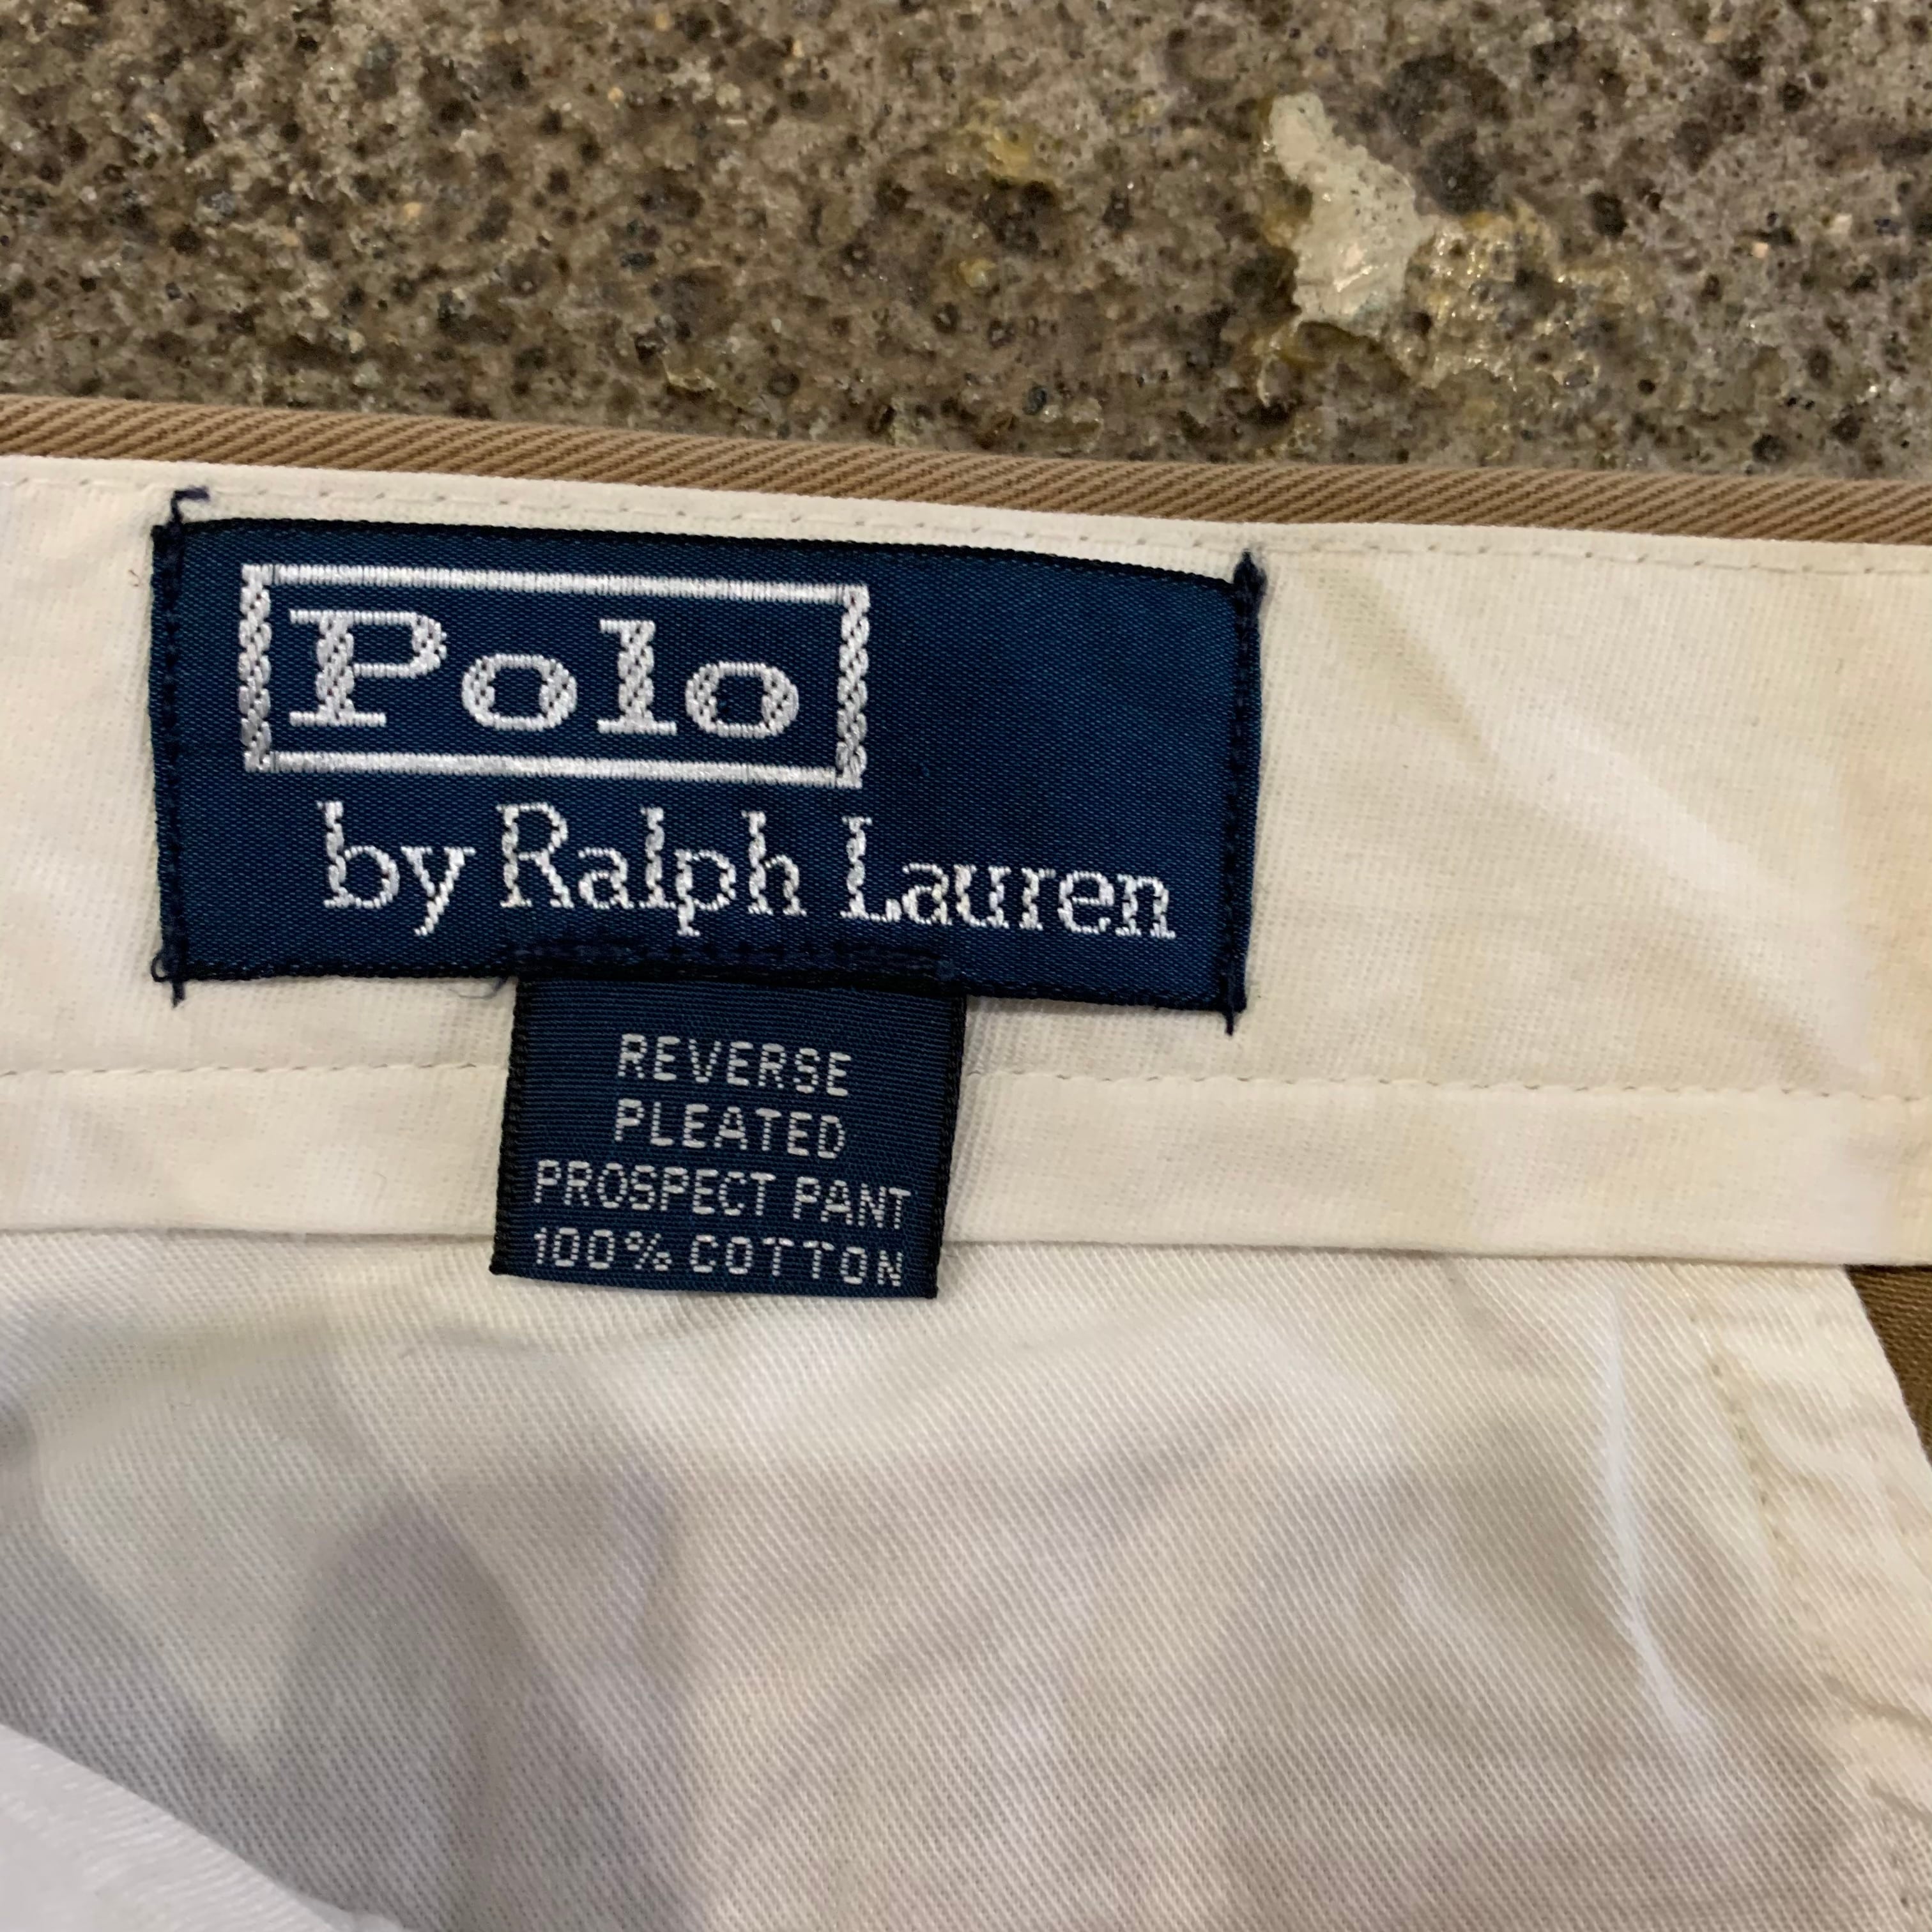 Polo
by Ralph Lauren
REVERSE
PLEATED
PROSPECT PANT
100% COTTON